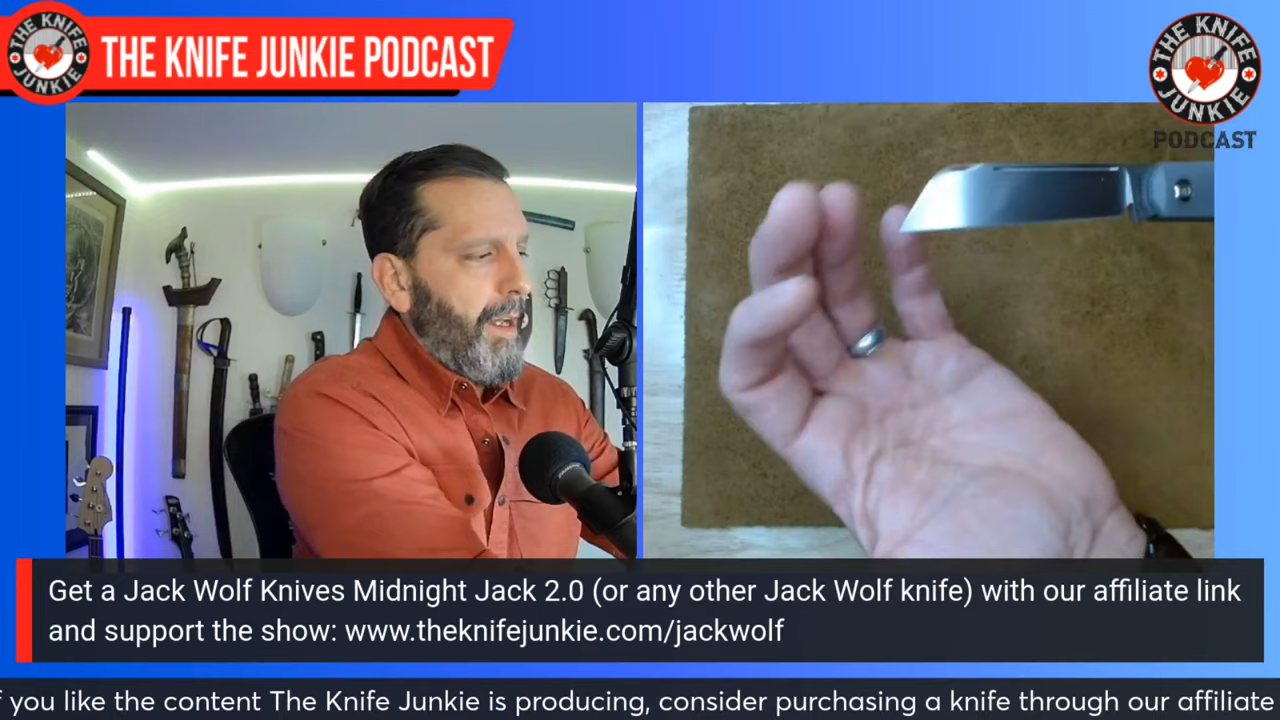 THE KNIFE
JUNKIE
THE KNIFE JUNKIE PODCAST
THE KNIFE
JUNKIE
PODCAST
Get a Jack Wolf Knives Midnight Jack 2.0 (or any other Jack Wolf knife) with our affiliate link
and support the show: www.theknifejunkie.com/jackwolf
f you like the content The Knife Junkie is producing, consider purchasing a knife through our affiliate